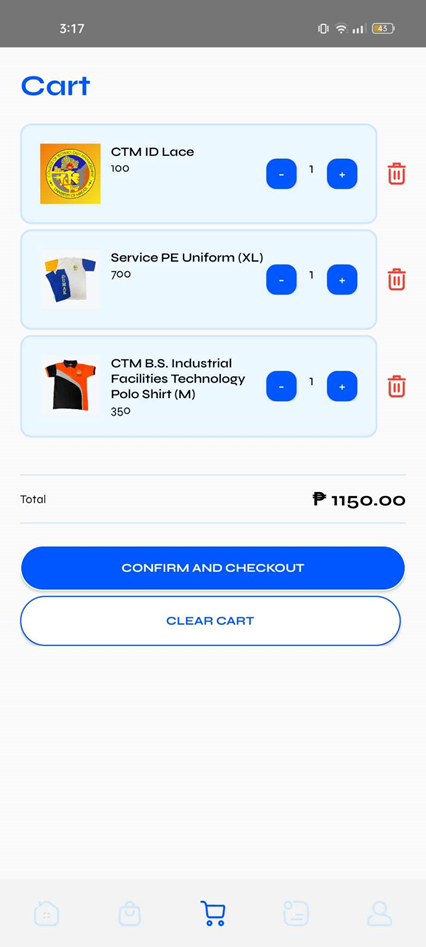 3:17
43
Cart
CTM ID Lace
100
- 1 +
Service PE Uniform (XL)
700
- 1 +
CTM B.S. Industrial
Facilities Technology
Polo Shirt (M)
350
- 1 +
Total
₱ 1150.00
CONFIRM AND CHECKOUT
CLEAR CART